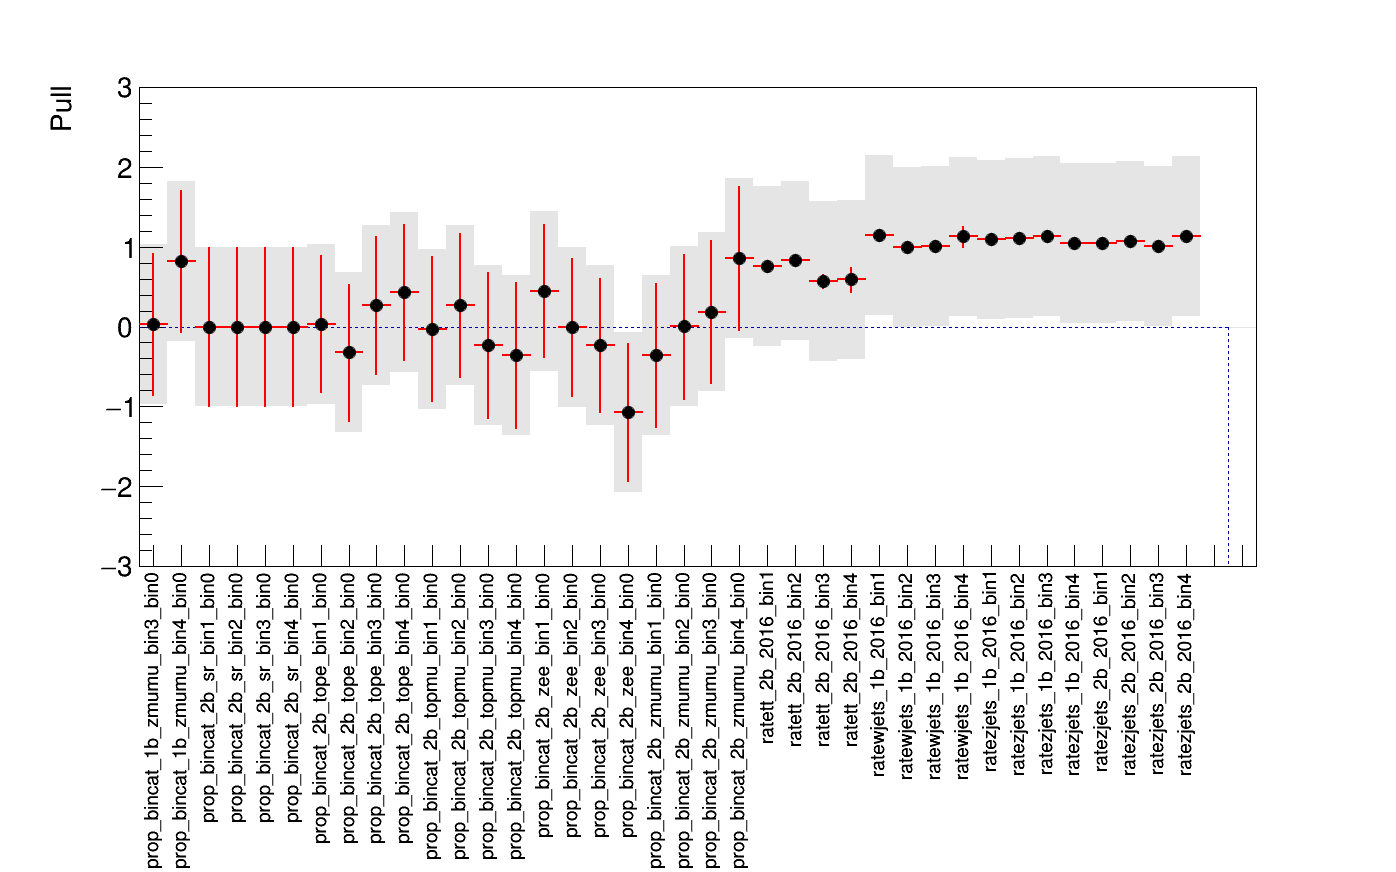 Pull
3
2
1
0
−1
−2
−3
prop_bincat_1b_zmumu_bin3_bin0
prop_bincat_1b_zmumu_bin4_bin0
prop_bincat_2b_sr_bin1_bin0
prop_bincat_2b_sr_bin2_bin0
prop_bincat_2b_sr_bin3_bin0
prop_bincat_2b_sr_bin4_bin0
prop_bincat_2b_tope_bin1_bin0
prop_bincat_2b_tope_bin2_bin0
prop_bincat_2b_tope_bin3_bin0
prop_bincat_2b_tope_bin4_bin0
prop_bincat_2b_topmu_bin1_bin0
prop_bincat_2b_topmu_bin2_bin0
prop_bincat_2b_topmu_bin3_bin0
prop_bincat_2b_topmu_bin4_bin0
prop_bincat_2b_zee_bin1_bin0
prop_bincat_2b_zee_bin2_bin0
prop_bincat_2b_zee_bin3_bin0
prop_bincat_2b_zee_bin4_bin0
prop_bincat_2b_zmumu_bin1_bin0
prop_bincat_2b_zmumu_bin2_bin0
prop_bincat_2b_zmumu_bin3_bin0
prop_bincat_2b_zmumu_bin4_bin0
ratett_2b_2016_bin1
ratett_2b_2016_bin2
ratett_2b_2016_bin3
ratett_2b_2016_bin4
ratewjets_1b_2016_bin1
ratewjets_1b_2016_bin2
ratewjets_1b_2016_bin3
ratewjets_1b_2016_bin4
ratezjets_1b_2016_bin1
ratezjets_1b_2016_bin2
ratezjets_1b_2016_bin3
ratezjets_1b_2016_bin4
ratezjets_2b_2016_bin1
ratezjets_2b_2016_bin2
ratezjets_2b_2016_bin3
ratezjets_2b_2016_bin4